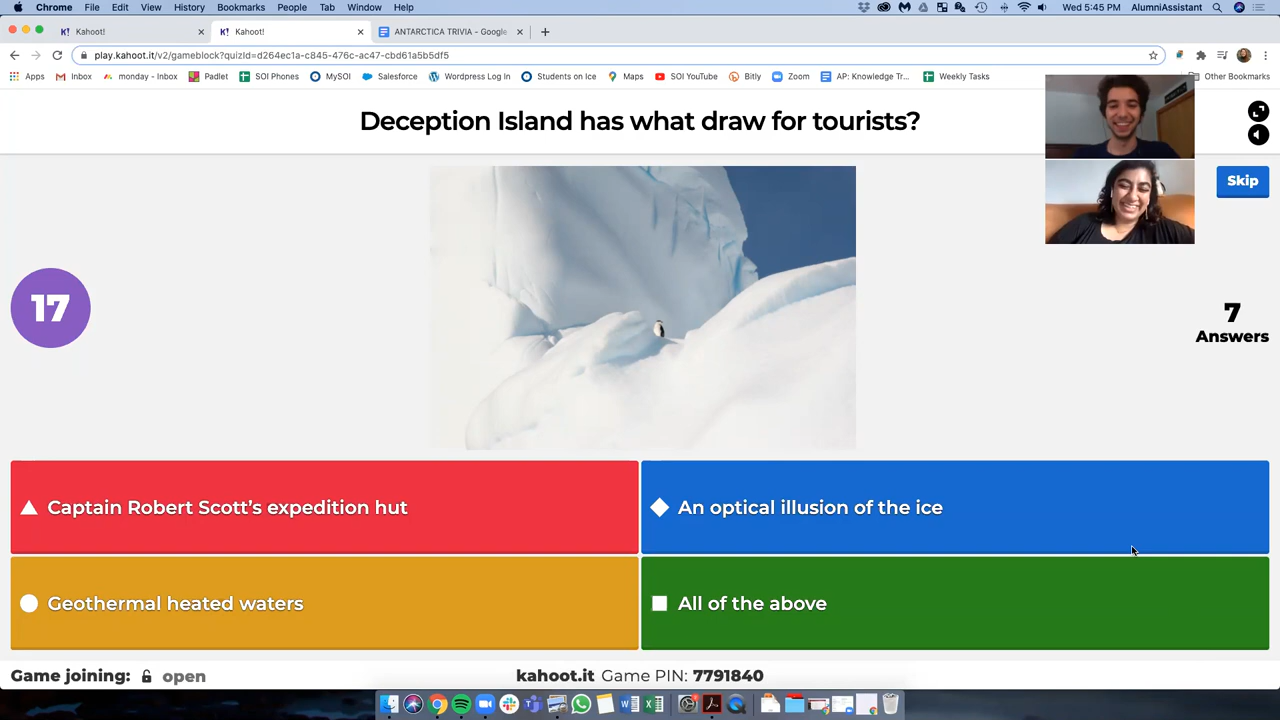 Chrome File Edit View History Bookmarks People Tab Window Help Wed 5:45 PM AlumniAssistant
Kahoot! Kahoot! ANTARCTICA TRIVIA - Google
play.kahoot.it/v2/gameblock?quizId=d264ec1a-c845-476c-ac47-cbd61a5b5df5
Apps Inbox monday - Inbox Padlet SOI Phones MySOI Salesforce Wordpress Log In Students on Ice Maps SOI YouTube Bitly Zoom AP: Knowledge Tr... Weekly Tasks Other Bookmarks
Deception Island has what draw for tourists?
Skip
17
7
Answers
Captain Robert Scott's expedition hut
An optical illusion of the ice
Geothermal heated waters
All of the above
Game joining: open
kahoot.it Game PIN: 7791840